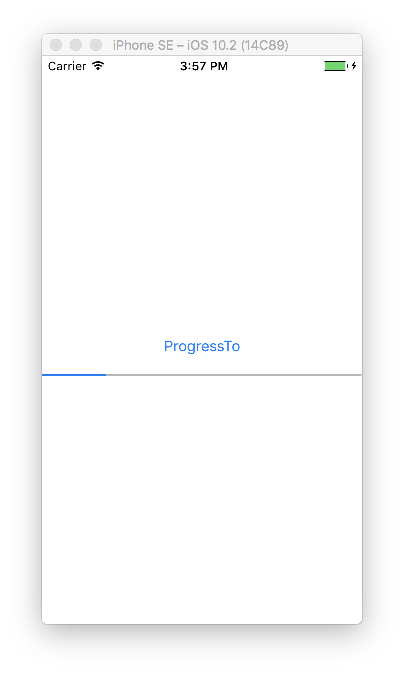 iPhone SE – iOS 10.2 (14C89)
Carrier 3:57 PM
ProgressTo